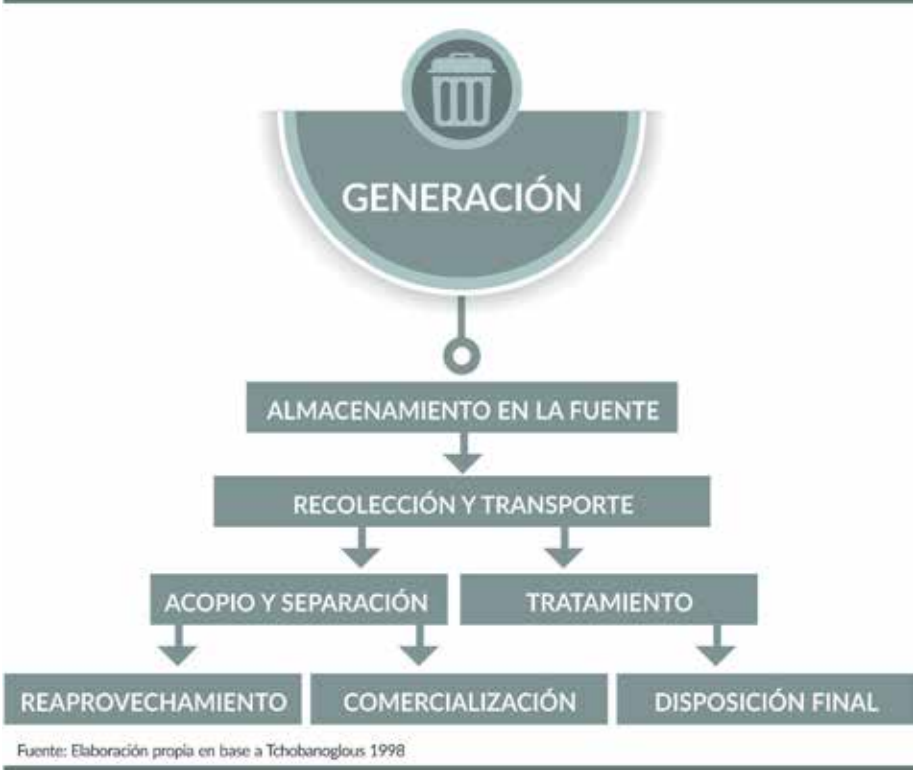 GENERACIÓN
ALMACENAMIENTO EN LA FUENTE
RECOLECCIÓN Y TRANSPORTE
ACOPIO Y SEPARACIÓN
TRATAMIENTO
REAPROVECHAMIENTO
COMERCIALIZACIÓN
DISPOSICIÓN FINAL
Fuente: Elaboración propia en base a Tchobanoglous 1998